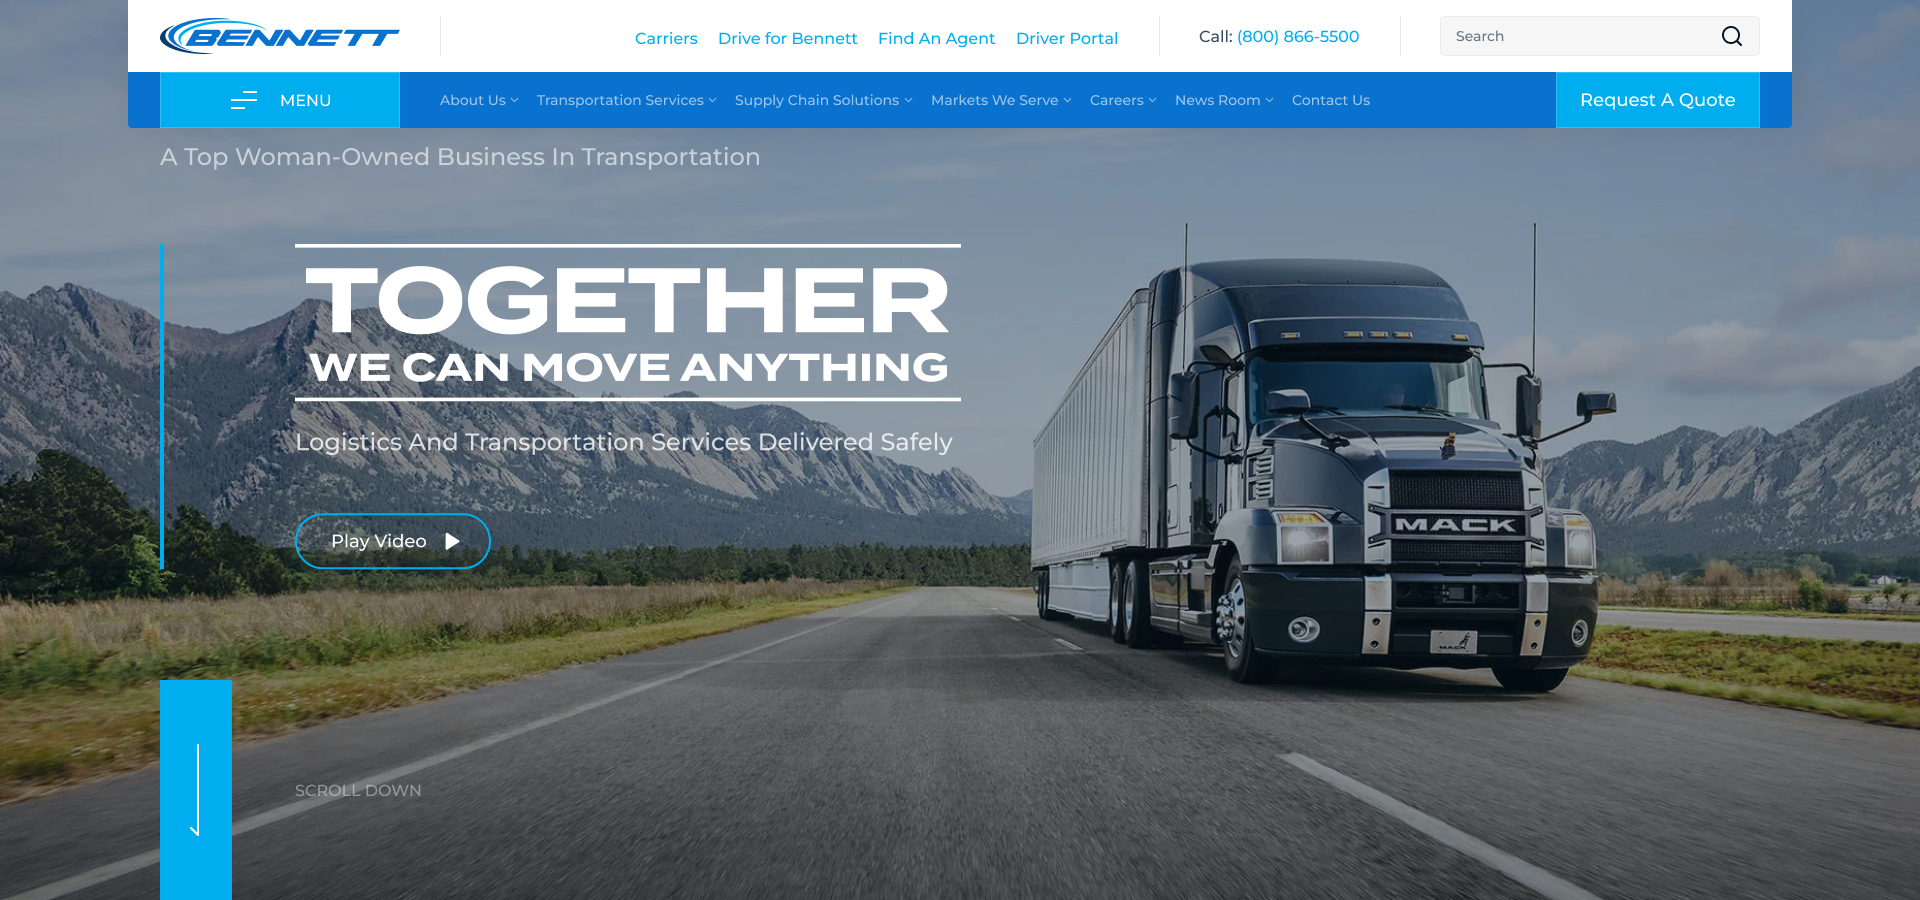 BENNETT
Carriers Drive for Bennett Find An Agent Driver Portal
Call: (800) 866-5500
Search
MENU
About Us Transportation Services Supply Chain Solutions Markets We Serve Careers News Room Contact Us
Request A Quote
A Top Woman-Owned Business In Transportation
TOGETHER
WE CAN MOVE ANYTHING
Logistics And Transportation Services Delivered Safely
Play Video
MACK
MACK
SCROLL DOWN